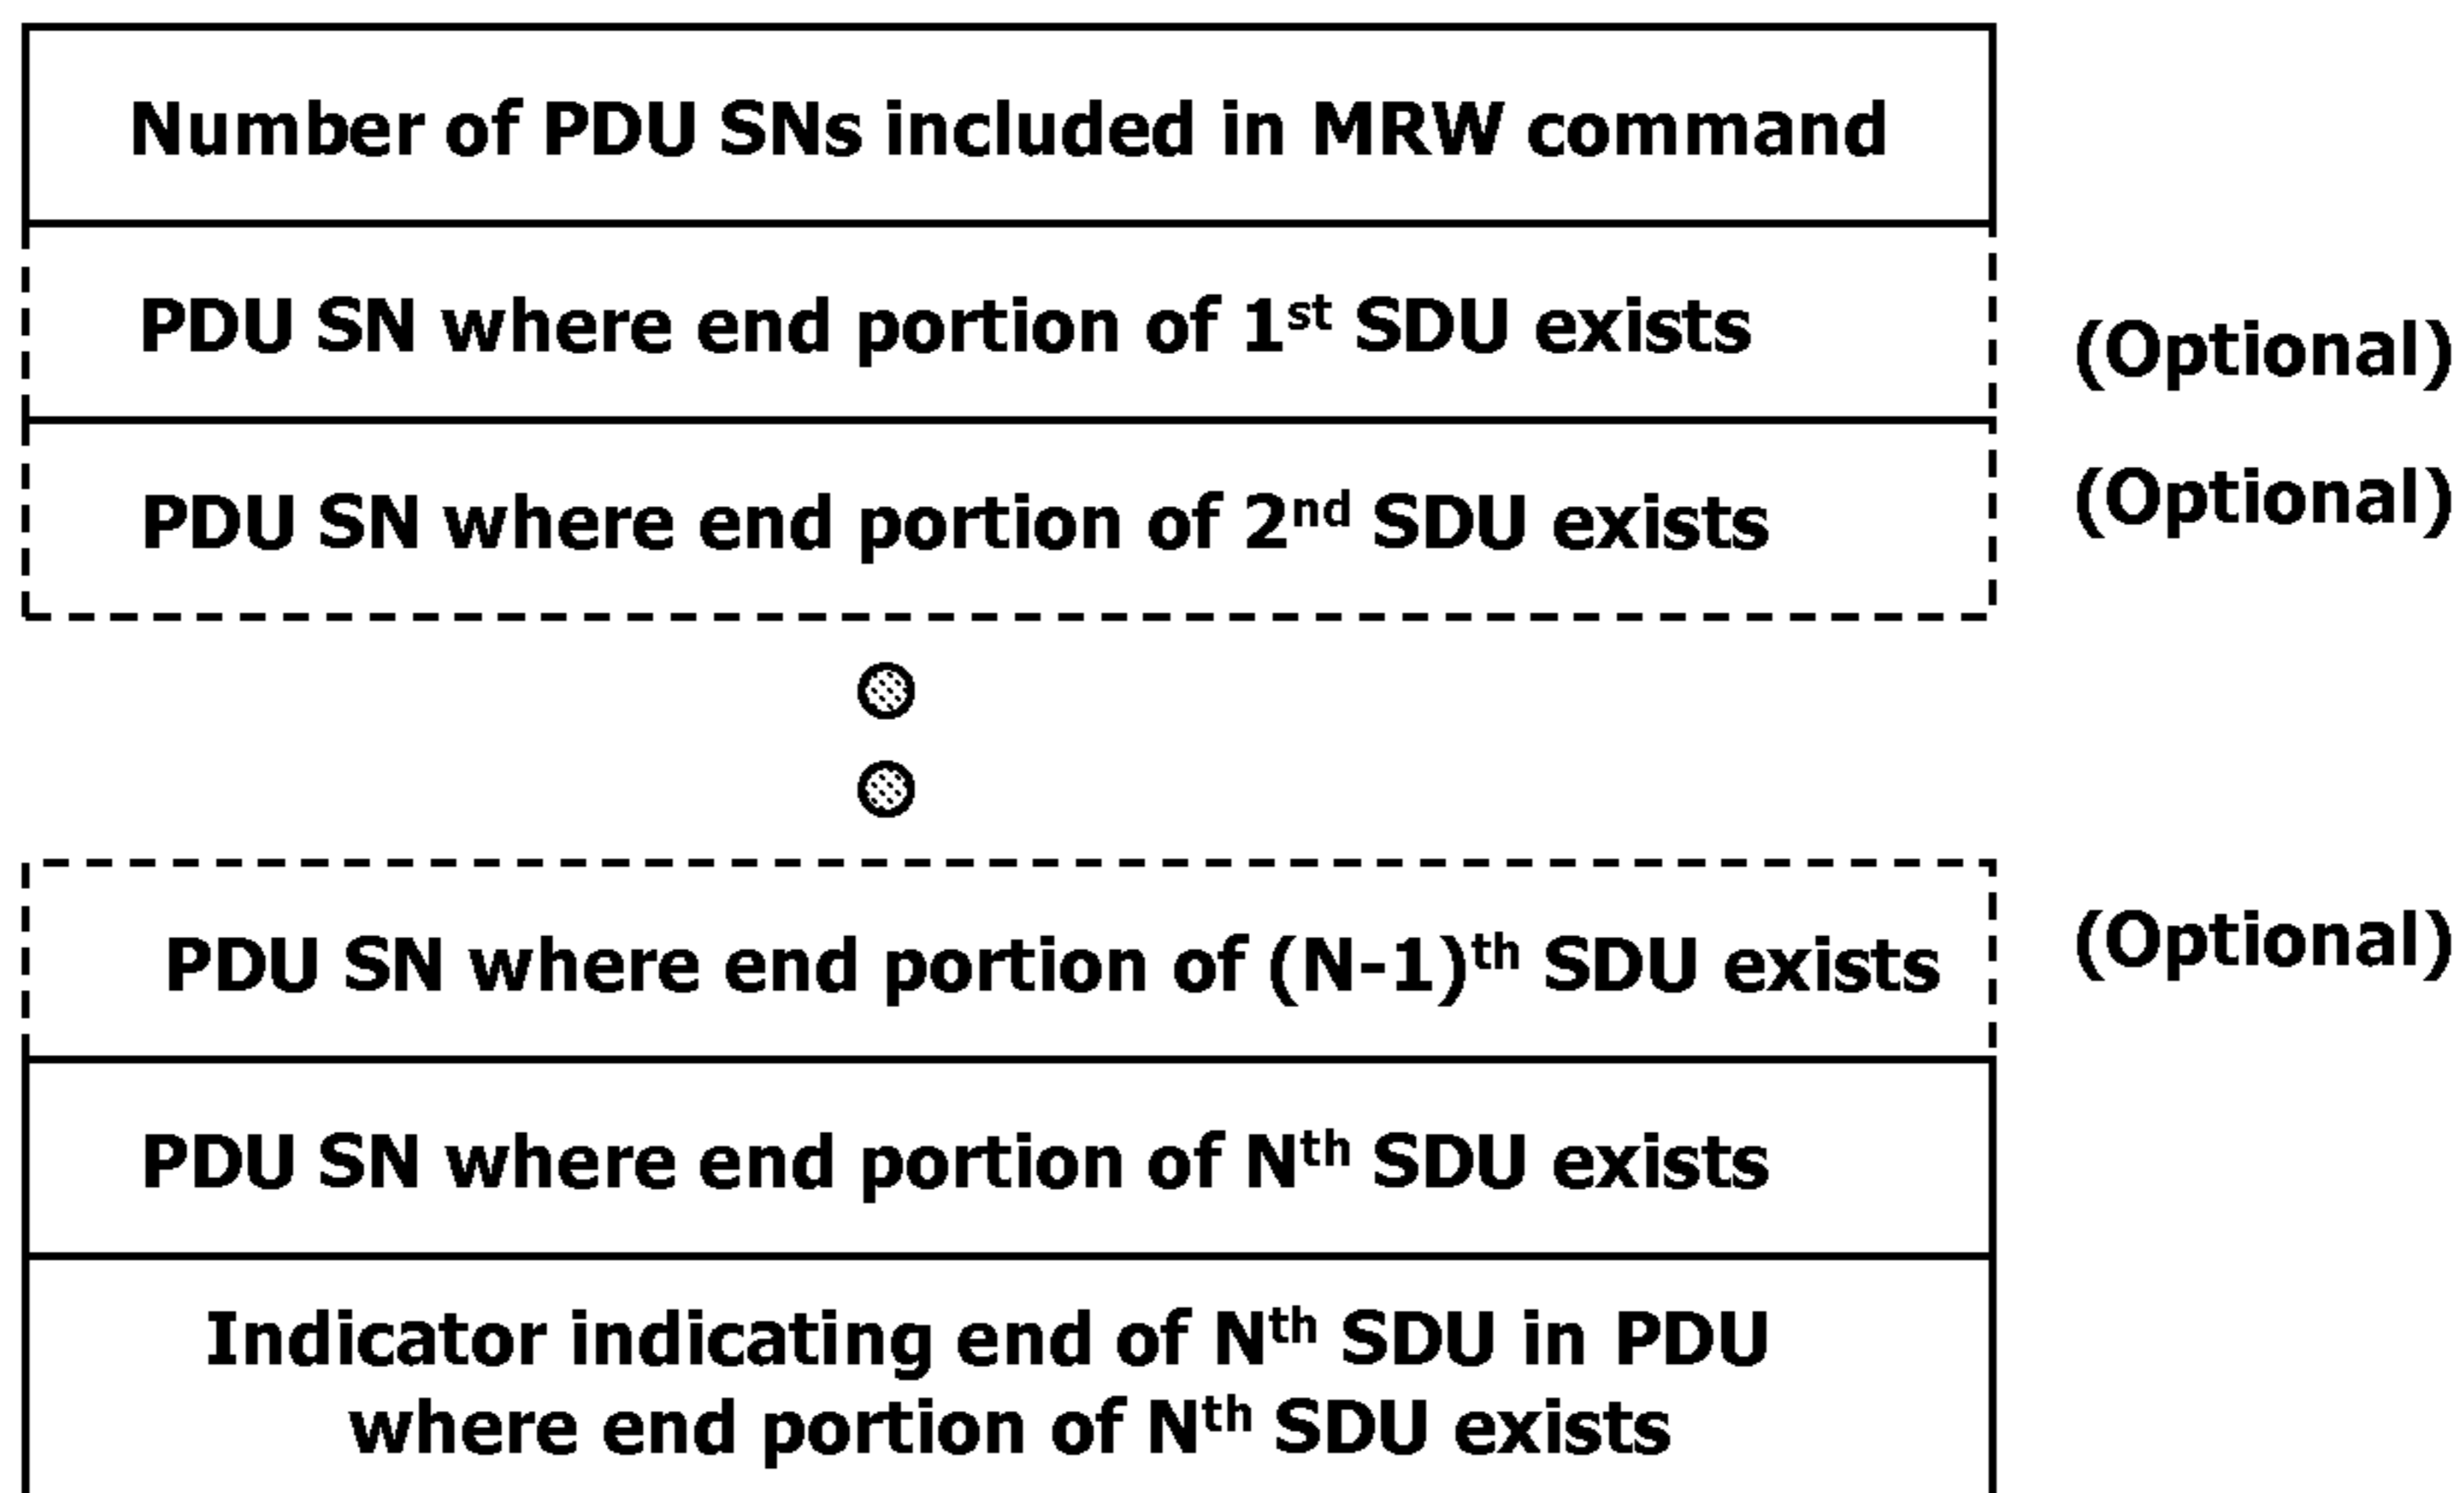 Number of PDU SNs included in MRW command
PDU SN where end portion of 1st SDU exists
(Optional)
PDU SN where end portion of 2nd SDU exists
(Optional)
PDU SN where end portion of (N-1)th SDU exists
(Optional)
PDU SN where end portion of Nth SDU exists
Indicator indicating end of Nth SDU in PDU
where end portion of Nth SDU exists